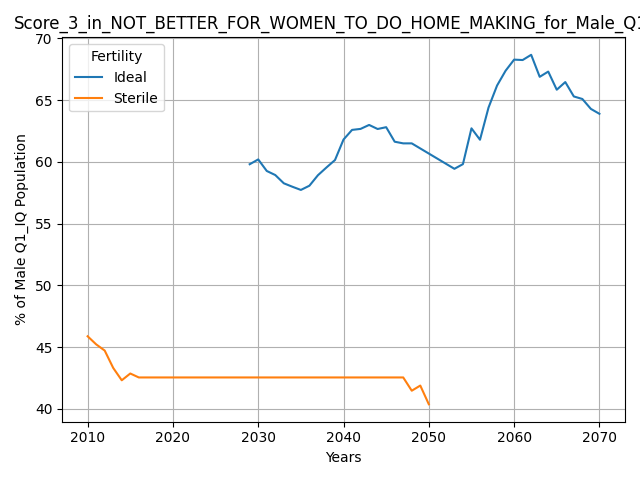 Score_3_in_NOT_BETTER_FOR_WOMEN_TO_DO_HOME_MAKING_for_Male_Q1
Fertility
Ideal
Sterile
% of Male Q1_IQ Population
70
65
60
55
50
45
40
2010 2020 2030 2040 2050 2060 2070
Years